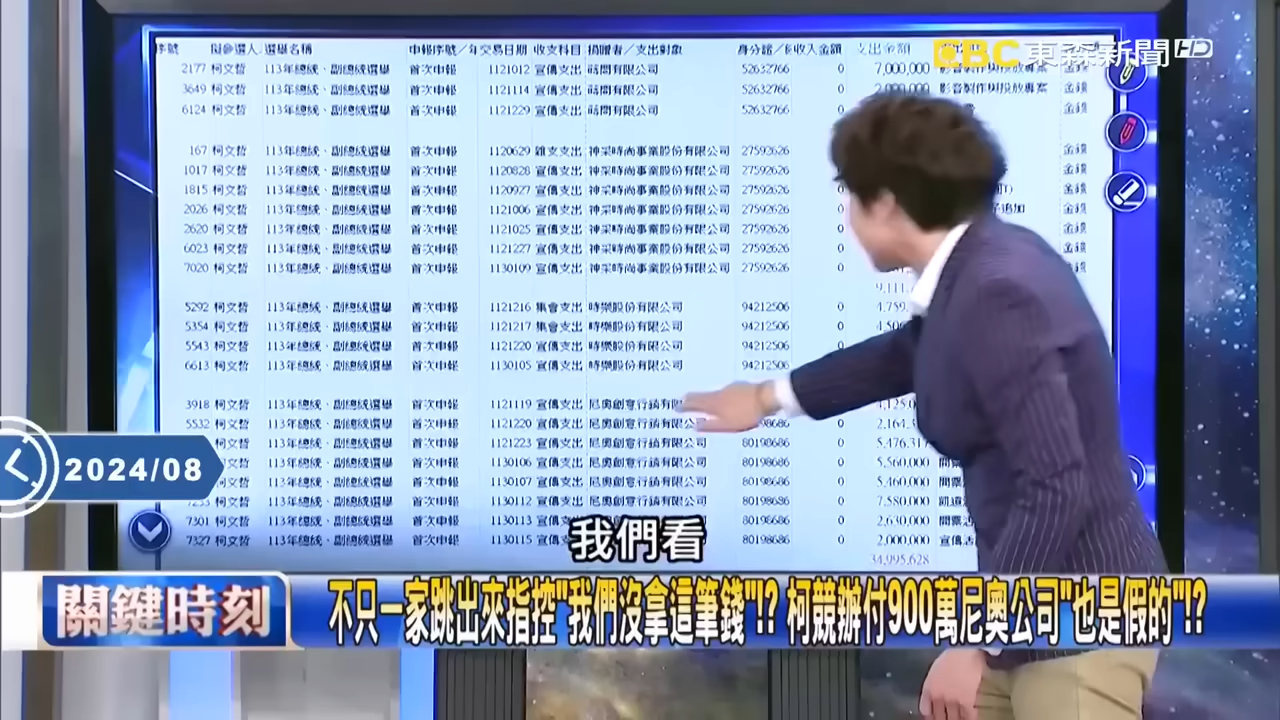 序號 擬參選人 選舉名稱 申報序號／年 交易日期 收支科目 捐贈者／支出對象 身分證／ 收入金額 支出金額
EBC 東森新聞 HD
2177 柯文哲 113年總統、副總統選舉 首次申報 1121012 宣傳支出 有限公司 52632766 0 7,000,000 影音製作與投放專案
3649 柯文哲 113年總統、副總統選舉 首次申報 1121114 宣傳支出 有限公司 52632766 0 2,000,000 影音製作與投放專案
6124 柯文哲 113年總統、副總統選舉 首次申報 1121229 宣傳支出 有限公司 52632766 0
167 柯文哲 113年總統、副總統選舉 首次申報 1120629 雜支支出 神采時尚事業股份有限公司 27592626 0
1017 柯文哲 113年總統、副總統選舉 首次申報 1120828 宣傳支出 神采時尚事業股份有限公司 27592626 0
1815 柯文哲 113年總統、副總統選舉 首次申報 1120927 宣傳支出 神采時尚事業股份有限公司 27592626 0
2026 柯文哲 113年總統、副總統選舉 首次申報 1121006 宣傳支出 神采時尚事業股份有限公司 27592626 0 追加
2620 柯文哲 113年總統、副總統選舉 首次申報 1121025 宣傳支出 神采時尚事業股份有限公司 27592626 0
6023 柯文哲 113年總統、副總統選舉 首次申報 1121227 宣傳支出 神采時尚事業股份有限公司 27592626 0
7020 柯文哲 113年總統、副總統選舉 首次申報 1130109 宣傳支出 神采時尚事業股份有限公司 27592626 0
5292 柯文哲 113年總統、副總統選舉 首次申報 1121216 集會支出 時樂股份有限公司 94212506 0
5354 柯文哲 113年總統、副總統選舉 首次申報 1121217 集會支出 時樂股份有限公司 94212506 0
5543 柯文哲 113年總統、副總統選舉 首次申報 1121220 宣傳支出 時樂股份有限公司 94212506 0
6613 柯文哲 113年總統、副總統選舉 首次申報 1130105 宣傳支出 時樂股份有限公司 94212506 0
3918 柯文哲 113年總統、副總統選舉 首次申報 1121119 宣傳支出 尼奧創意行銷有限
5532 柯文哲 113年總統、副總統選舉 首次申報 1121220 宣傳支出 尼奧創意行銷有限 0
柯文哲 113年總統、副總統選舉 首次申報 1121223 宣傳支出 尼奧創意行銷有限公司 80198686 0
柯文哲 113年總統、副總統選舉 首次申報 1130106 宣傳支出 尼奧創意行銷有限公司 80198686 0 5,560,000
柯文哲 113年總統、副總統選舉 首次申報 1130107 宣傳支出 尼奧創意行銷有限公司 80198686 0 5,460,000
柯文哲 113年總統、副總統選舉 首次申報 1130112 宣傳支出 尼奧創意行銷有限公司 80198686 0 7,580,000 凱道
7301 柯文哲 113年總統、副總統選舉 首次申報 1130113 宣傳支出 80198686 0 2,630,000
7327 柯文哲 113年總統、副總統選舉 首次申報 1130115 宣傳 80198686 0 2,000,000
34,995,628
2024/08
我們看
關鍵時刻
不只一家跳出來指控"我們沒拿這筆錢"!? 柯競辦付900萬尼奧公司"也是假的"!?